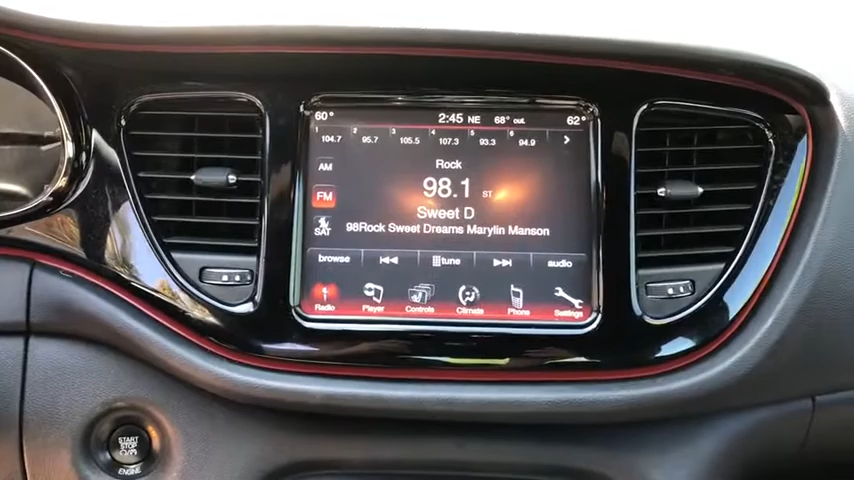 60° 2:45 NE 68° out 62°
1 104.7 2 95.7 3 105.5 4 107.3 5 93.3 6 94.9 >
AM
FM
SAT
Rock
98.1 ST
Sweet D
98Rock Sweet Dreams Marylin Manson
browse tune audio
Radio Player Controls Climate Phone Settings
START
STOP
ENGINE